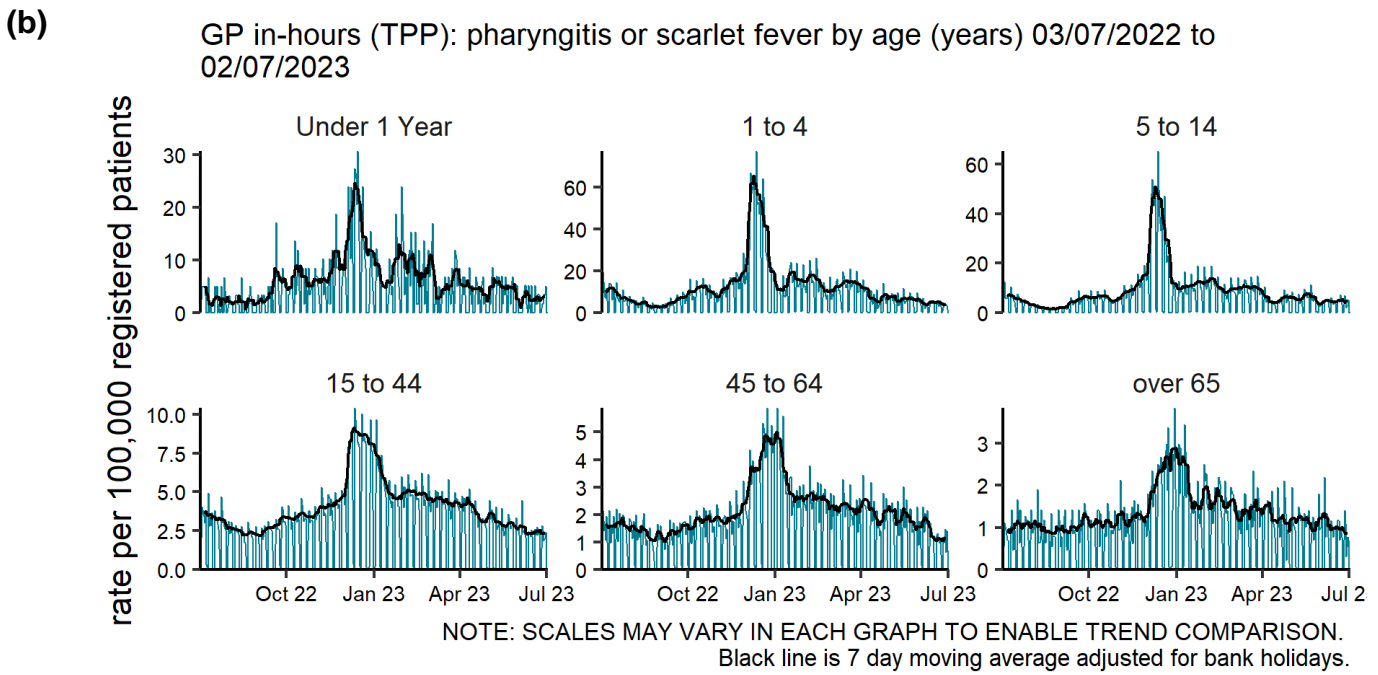 (b)
GP in-hours (TPP): pharyngitis or scarlet fever by age (years) 03/07/2022 to
02/07/2023
rate per 100,000 registered patients
Under 1 Year
30
20
10
0
1 to 4
60
40
20
0
5 to 14
60
40
20
0
15 to 44
10.0
7.5
5.0
2.5
0.0
Oct 22 Jan 23 Apr 23 Jul 23
45 to 64
5
4
3
2
1
0
Oct 22 Jan 23 Apr 23 Jul 23
over 65
3
2
1
0
Oct 22 Jan 23 Apr 23 Jul 2
NOTE: SCALES MAY VARY IN EACH GRAPH TO ENABLE TREND COMPARISON.
Black line is 7 day moving average adjusted for bank holidays.